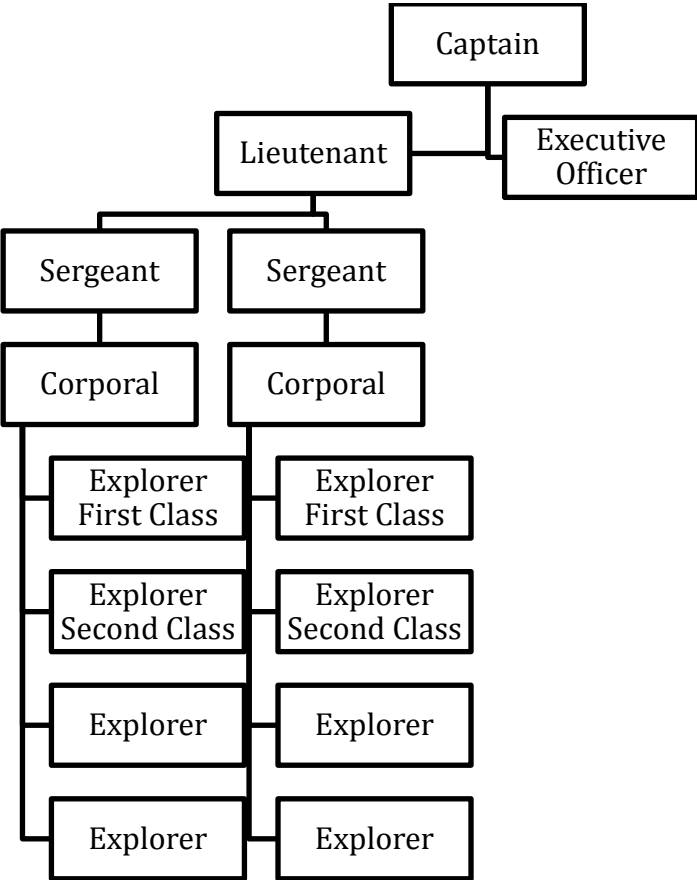 Captain
Lieutenant
Executive
Officer
Sergeant
Sergeant
Corporal
Corporal
Explorer
First Class
Explorer
First Class
Explorer
Second Class
Explorer
Second Class
Explorer
Explorer
Explorer
Explorer